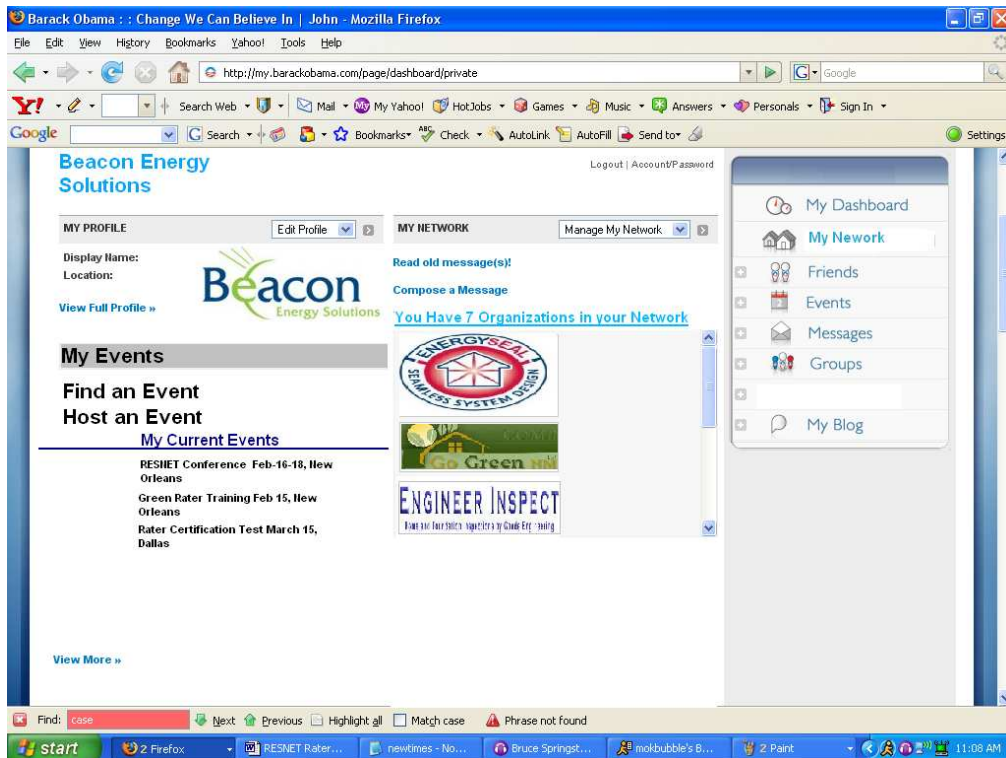 Barack Obama : : Change We Can Believe In | John - Mozilla Firefox
File Edit View History Bookmarks Yahoo! Tools Help
http://my.barackobama.com/page/dashboard/private
Google
Y! Search Web Mail My Yahoo! HotJobs Games Music Answers Personals Sign In
Google Search Bookmarks Check AutoLink AutoFill Send to Settings
Beacon Energy
Solutions
Logout | Account/Password
MY PROFILE
Edit Profile
Display Name:
Location:
View Full Profile »
Beacon
Energy Solutions
My Events
Find an Event
Host an Event
My Current Events
RESNET Conference Feb-16-18, New
Orleans
Green Rater Training Feb 15, New
Orleans
Rater Certification Test March 15,
Dallas
View More »
MY NETWORK
Manage My Network
Read old message(s)!
Compose a Message
You Have 7 Organizations in your Network
ENERGYSEAL
SEAMLESS SYSTEM DESIGN
Go Green NM
ENGINEER INSPECT
Home and Foundation Inspections by Engineering
My Dashboard
My Nework
Friends
Events
Messages
Groups
My Blog
Find: case Next Previous Highlight all Match case Phrase not found
start 2 Firefox RESNET Rater... newtimes - No... Bruce Springst... mokbubble's B... 2 Paint 11:08 AM